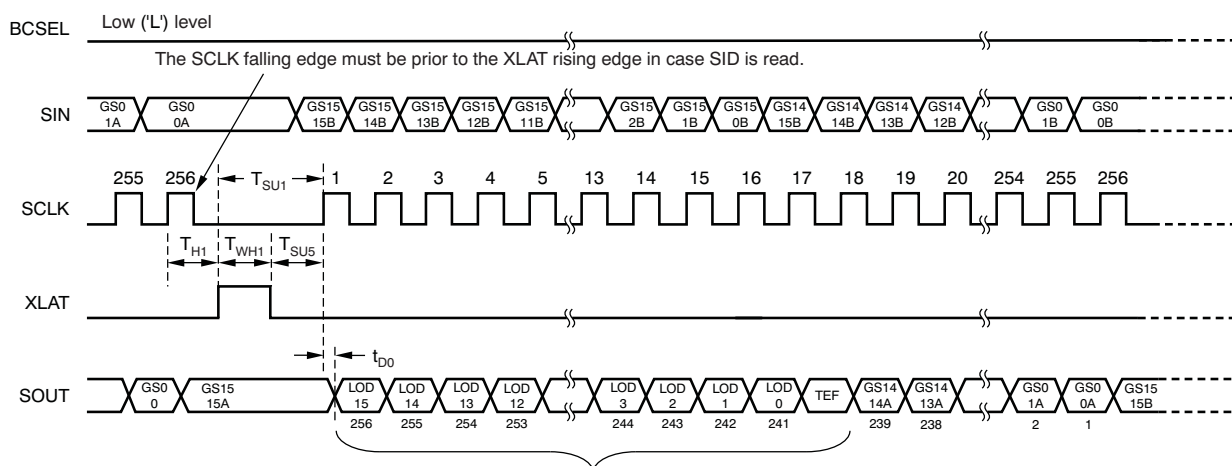 BCSEL
Low ('L') level
The SCLK falling edge must be prior to the XLAT rising edge in case SID is read.
SIN
GS0 1A
GS0 0A
GS15 15B
GS15 14B
GS15 13B
GS15 12B
GS15 11B
GS15 2B
GS15 1B
GS15 0B
GS14 15B
GS14 14B
GS14 13B
GS14 12B
GS0 1B
GS0 0B
SCLK
255 256 TSU1 1 2 3 4 5 13 14 15 16 17 18 19 20 254 255 256
TH1 TWH1 TSU5
XLAT
tD0
SOUT
GS0 0
GS15 15A
LOD 15
LOD 14
LOD 13
LOD 12
LOD 3
LOD 2
LOD 1
LOD 0
TEF
GS14 14A
GS14 13A
GS0 1A
GS0 0A
GS15 15B
256 255 254 253 244 243 242 241 239 238 2 1